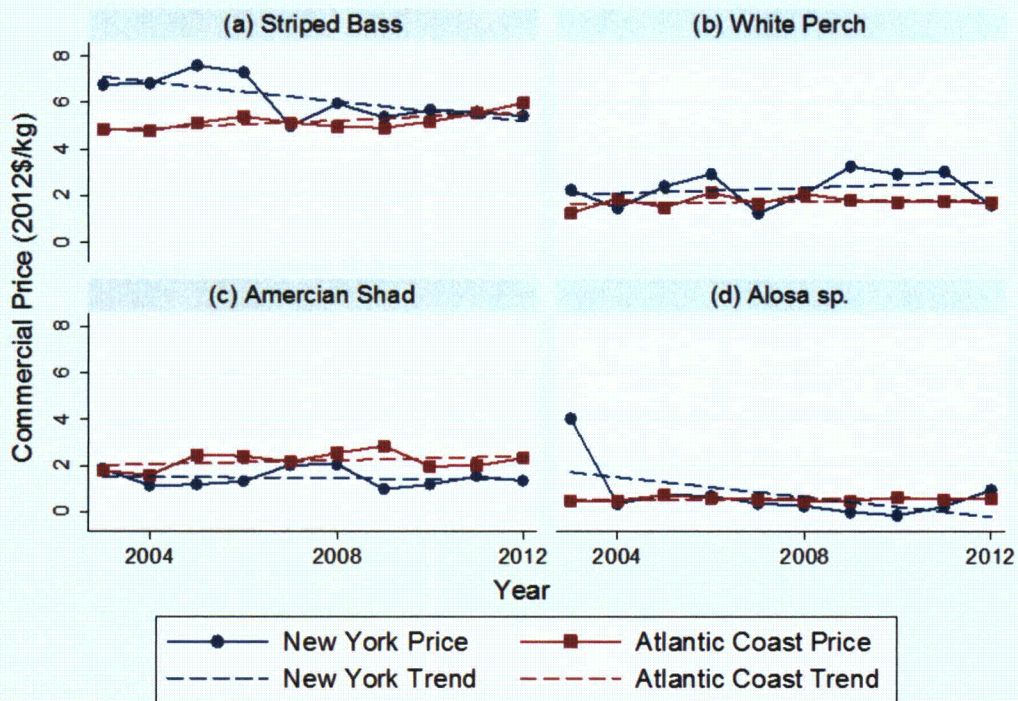 (a) Striped Bass
(b) White Perch
Commercial Price (2012$/kg)
8
6
4
2
0
(c) Amercian Shad
(d) Alosa sp.
8
6
4
2
0
2004 2008 2012
2004 2008 2012
Year
New York Price
Atlantic Coast Price
New York Trend
Atlantic Coast Trend